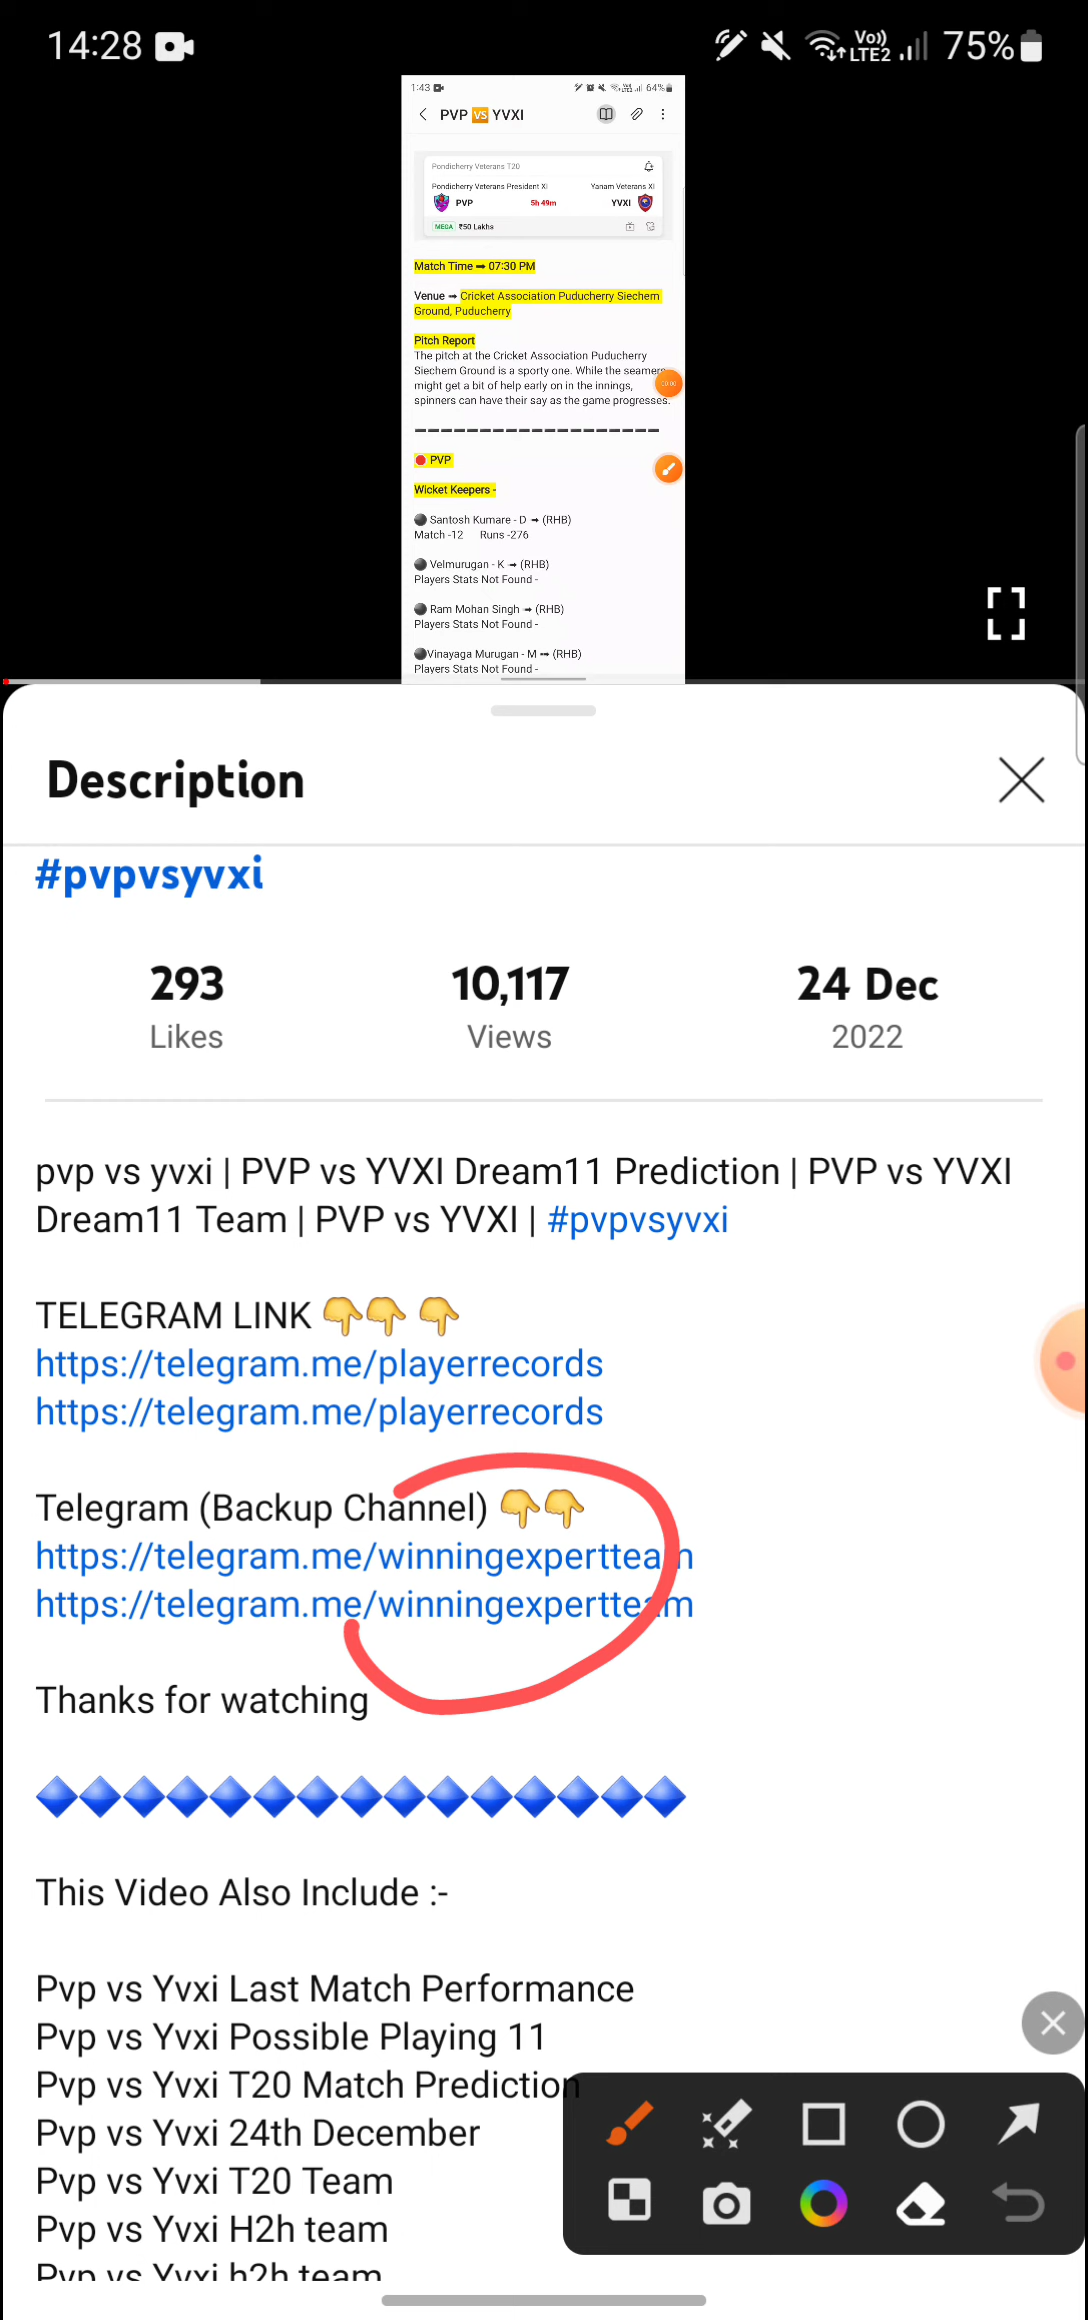 14:28 Vo)) LTE2 75%
1:43 64%
PVP VS YVXI
Pondicherry Veterans T20
Pondicherry Veterans President XI Yanam Veterans XI
PVP 5h 49m YVXI
MEGA ₹50 Lakhs
Match Time ➡ 07:30 PM
Venue ➡ Cricket Association Puducherry Siechem
Ground, Puducherry
Pitch Report
The pitch at the Cricket Association Puducherry
Siechem Ground is a sporty one. While the seamers
might get a bit of help early on in the innings,
spinners can have their say as the game progresses.
00:00
🔴 PVP
Wicket Keepers -
⚫ Santosh Kumare - D ➡ (RHB)
Match -12 Runs -276
⚫ Velmurugan - K ➡ (RHB)
Players Stats Not Found -
⚫ Ram Mohan Singh ➡ (RHB)
Players Stats Not Found -
⚫Vinayaga Murugan - M ➡ (RHB)
Players Stats Not Found -
Description
#pvpvsyvxi
293 10,117 24 Dec
Likes Views 2022
pvp vs yvxi | PVP vs YVXI Dream11 Prediction | PVP vs YVXI
Dream11 Team | PVP vs YVXI | #pvpvsyvxi
TELEGRAM LINK 👇👇 👇
https://telegram.me/playerrecords
https://telegram.me/playerrecords
Telegram (Backup Channel) 👇👇
https://telegram.me/winningexpertteam
https://telegram.me/winningexpertteam
Thanks for watching
🔷🔷🔷🔷🔷🔷🔷🔷🔷🔷🔷🔷🔷🔷🔷
This Video Also Include :-
Pvp vs Yvxi Last Match Performance
Pvp vs Yvxi Possible Playing 11
Pvp vs Yvxi T20 Match Prediction
Pvp vs Yvxi 24th December
Pvp vs Yvxi T20 Team
Pvp vs Yvxi H2h team
Pvp vs Yvxi h2h team